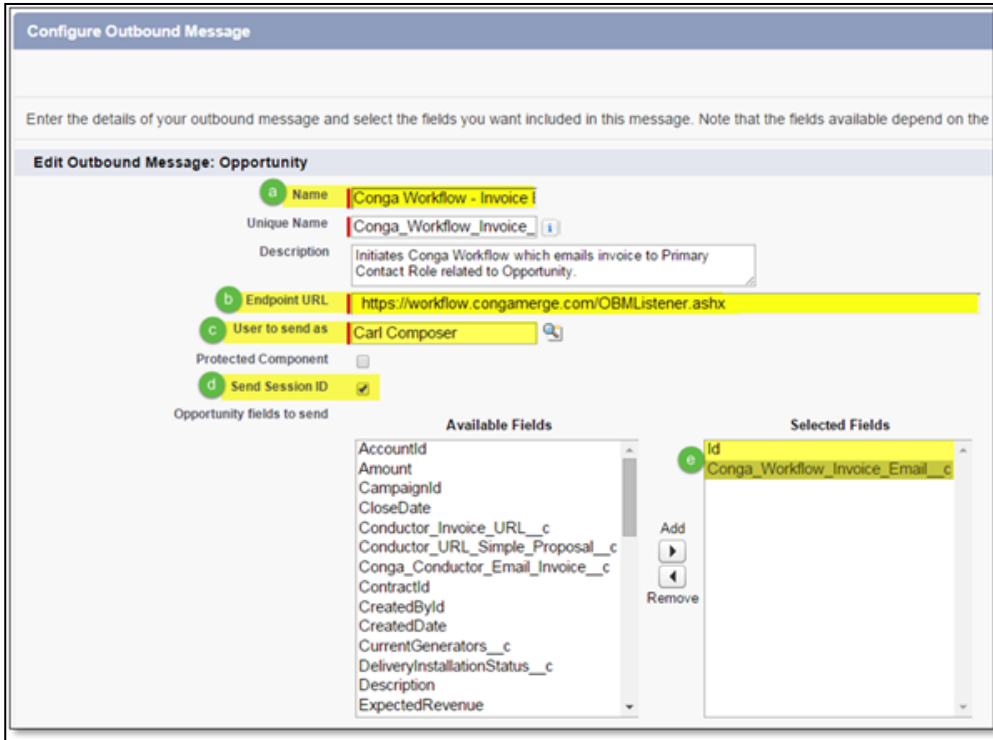 Configure Outbound Message
Enter the details of your outbound message and select the fields you want included in this message. Note that the fields available depend on the
Edit Outbound Message: Opportunity
a Name Conga Workflow - Invoice
Unique Name Conga_Workflow_Invoice_ i
Description Initiates Conga Workflow which emails invoice to Primary
Contact Role related to Opportunity.
b Endpoint URL https://workflow.congamerge.com/OBMListener.ashx
c User to send as Carl Composer
Protected Component
d Send Session ID
Opportunity fields to send
Available Fields
AccountId
Amount
CampaignId
CloseDate
Conductor_Invoice_URL__c
Conductor_URL_Simple_Proposal__c
Conga_Conductor_Email_Invoice__c
ContractId
CreatedById
CreatedDate
CurrentGenerators__c
DeliveryInstallationStatus__c
Description
ExpectedRevenue
Add
Remove
Selected Fields
e Id
Conga_Workflow_Invoice_Email__c